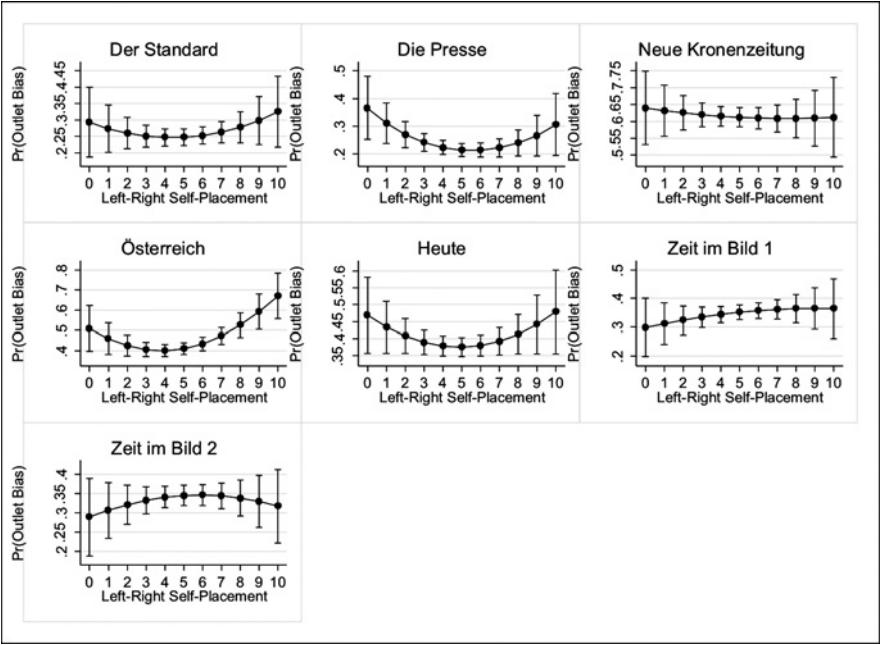 Der Standard
Pr(Outlet Bias)
.2 .25 .3 .35 .4 .45
0 1 2 3 4 5 6 7 8 9 10
Left-Right Self-Placement
Die Presse
Pr(Outlet Bias)
.2 .3 .4 .5
0 1 2 3 4 5 6 7 8 9 10
Left-Right Self-Placement
Neue Kronenzeitung
Pr(Outlet Bias)
.5 .55 .6 .65 .7 .75
0 1 2 3 4 5 6 7 8 9 10
Left-Right Self-Placement
Österreich
Pr(Outlet Bias)
.4 .5 .6 .7 .8
0 1 2 3 4 5 6 7 8 9 10
Left-Right Self-Placement
Heute
Pr(Outlet Bias)
.35 .4 .45 .5 .55 .6
0 1 2 3 4 5 6 7 8 9 10
Left-Right Self-Placement
Zeit im Bild 1
Pr(Outlet Bias)
.2 .3 .4 .5
0 1 2 3 4 5 6 7 8 9 10
Left-Right Self-Placement
Zeit im Bild 2
Pr(Outlet Bias)
.2 .25 .3 .35 .4
0 1 2 3 4 5 6 7 8 9 10
Left-Right Self-Placement